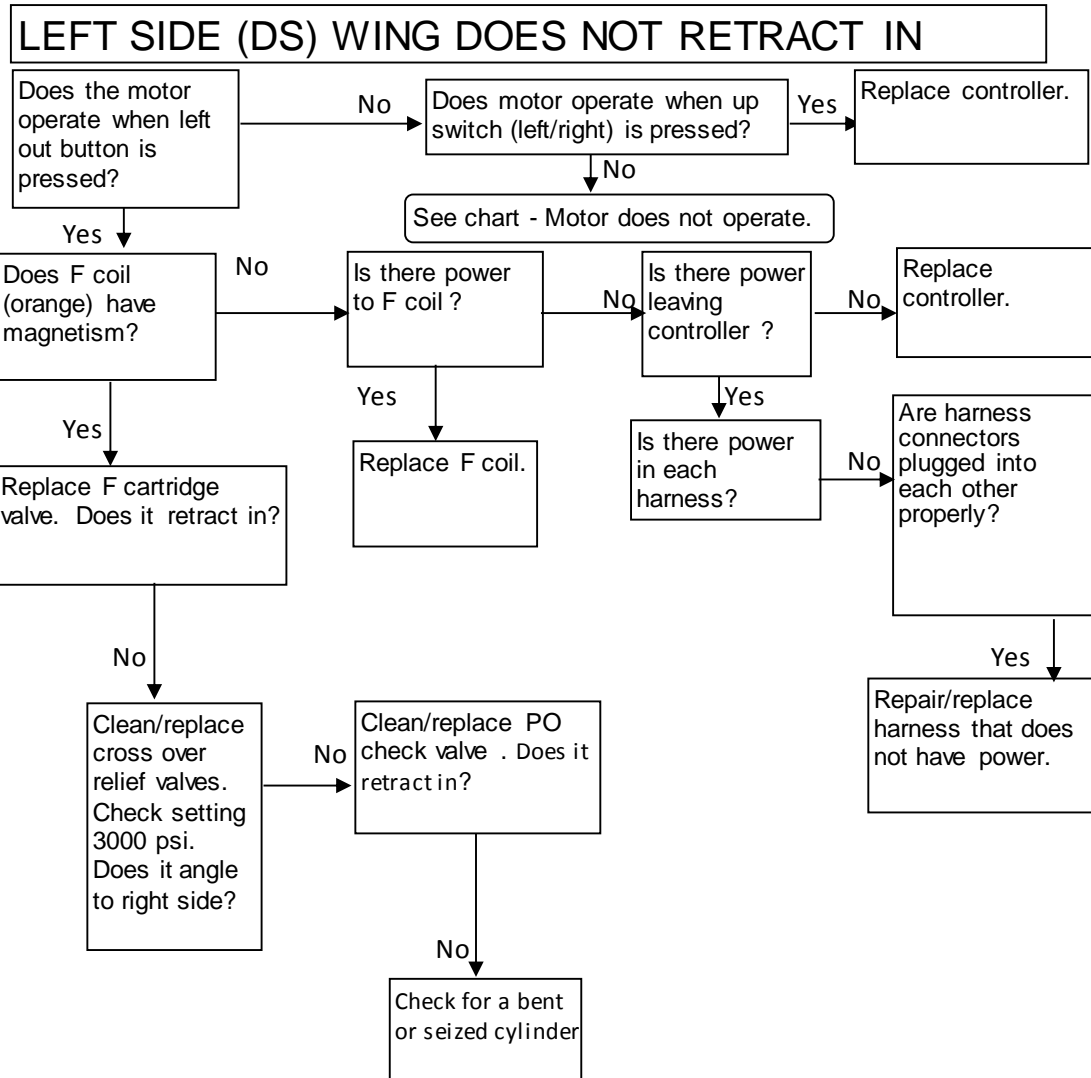 LEFT SIDE (DS) WING DOES NOT RETRACT IN
Does the motor
operate when left
out button is
pressed?
No
Does motor operate when up
switch (left/right) is pressed?
Yes
Replace controller.
No
See chart - Motor does not operate.
Yes
Does F coil
(orange) have
magnetism?
No
Is there power
to F coil ?
No
Is there power
leaving
controller ?
No
Replace
controller.
Yes
Replace F coil.
Yes
Is there power
in each
harness?
No
Are harness
connectors
plugged into
each other
properly?
Yes
Repair/replace
harness that does
not have power.
Yes
Replace F cartridge
valve. Does it retract in?
No
Clean/replace
cross over
relief valves.
Check setting
3000 psi.
Does it angle
to right side?
No
Clean/replace PO
check valve . Does it
retract in?
No
Check for a bent
or seized cylinder